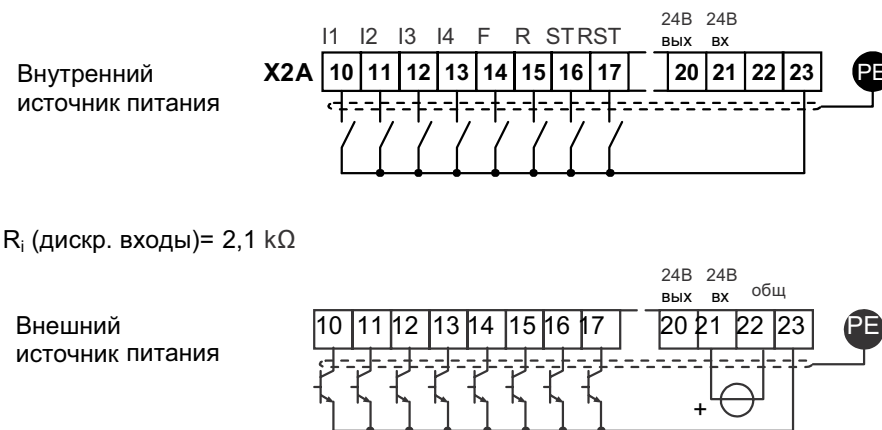 24В 24В
вых вх
I1 I2 I3 I4 F R ST RST
X2A 10 11 12 13 14 15 16 17 20 21 22 23 PE
Внутренний
источник питания
Ri (дискр. входы)= 2,1 kΩ
24В 24В
вых вх общ
10 11 12 13 14 15 16 17 20 21 22 23 PE
Внешний
источник питания
+